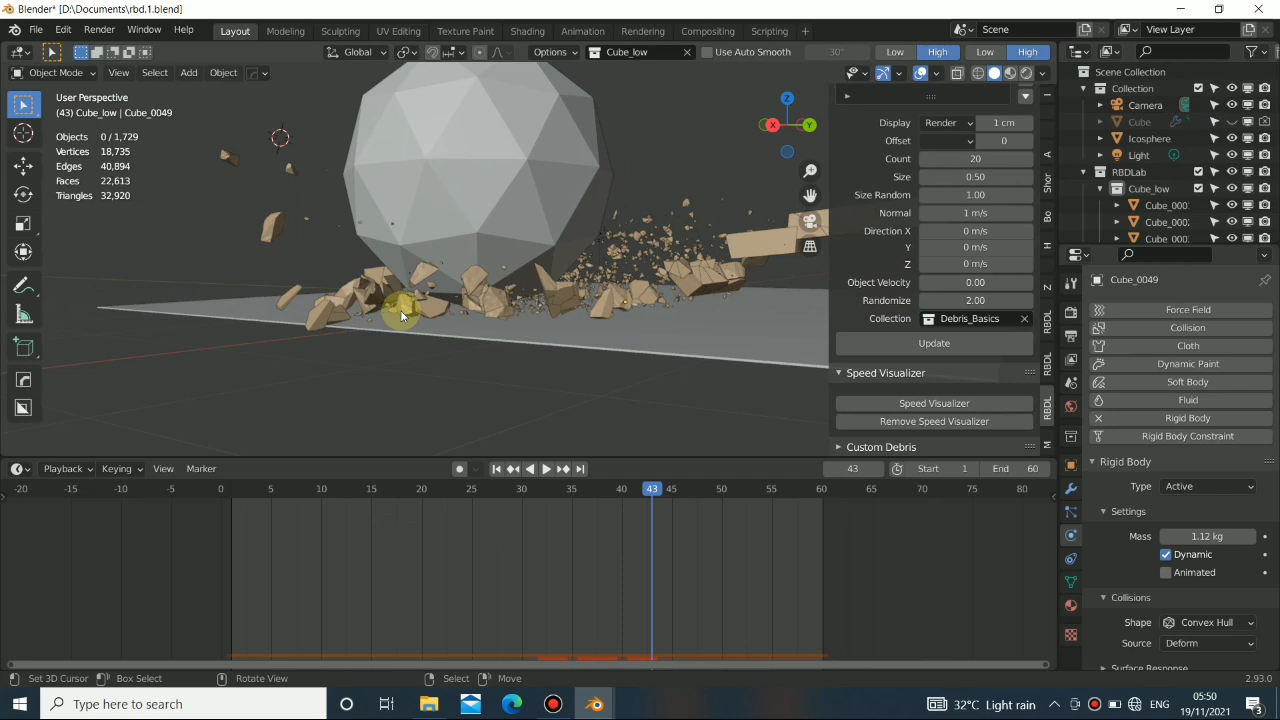 Blender* [D:\Documents\rbd.1.blend]
File Edit Render Window Help Layout Modeling Sculpting UV Editing Texture Paint Shading Animation Rendering Compositing Scripting Scene View Layer
Global Options Cube_low Use Auto Smooth 30° Low High Low High
Object Mode View Select Add Object
User Perspective
(43) Cube_low | Cube_0049
Objects 0 / 1,729
Vertices 18,735
Edges 40,894
Faces 22,613
Triangles 32,920
Z
X
Y
Display Render 1 cm
Offset 0
Count 20
Size 0.50
Size Random 1.00
Normal 1 m/s
Direction X 0 m/s
Y 0 m/s
Z 0 m/s
Object Velocity 0.00
Randomize 2.00
Collection Debris_Basics
Update
Speed Visualizer
Speed Visualizer
Remove Speed Visualizer
Custom Debris
I
A
Shor
Bo
H
Z
RBDL
RBDL
RBDL
M
Scene Collection
Collection
Camera
Cube
Icosphere
Light
RBDLab
Cube_low
Cube_000
Cube_000
Cube_000
Cube_0049
Force Field
Collision
Cloth
Dynamic Paint
Soft Body
Fluid
Rigid Body
Rigid Body Constraint
Rigid Body
Type Active
Settings
Mass 1.12 kg
Dynamic
Animated
Collisions
Shape Convex Hull
Source Deform
Surface Response
Playback Keying View Marker 43 Start 1 End 60
-20 -15 -10 -5 0 5 10 15 20 25 30 35 40 43 45 50 55 60 65 70 75 80
Set 3D Cursor Box Select Rotate View Select Move 2.93.0
Type here to search 32°C Light rain ENG 05:50
19/11/2021 3